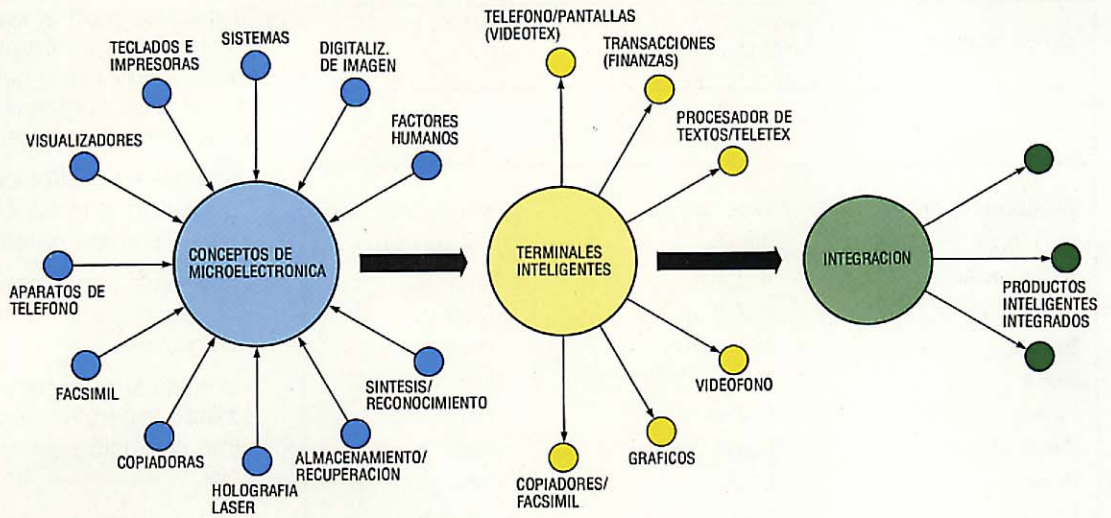 SISTEMAS
TECLADOS E
IMPRESORAS
DIGITALIZ.
DE IMAGEN
VISUALIZADORES
FACTORES
HUMANOS
CONCEPTOS DE
MICROELECTRONICA
APARATOS DE
TELEFONO
FACSIMIL
COPIADORAS
HOLOGRAFIA
LASER
ALMACENAMIENTO/
RECUPERACION
SINTESIS/
RECONOCIMIENTO
TELEFONO/PANTALLAS
(VIDEOTEX)
TRANSACCIONES
(FINANZAS)
PROCESADOR DE
TEXTOS/TELETEX
TERMINALES
INTELIGENTES
VIDEOFONO
GRAFICOS
COPIADORES/
FACSIMIL
INTEGRACION
PRODUCTOS
INTELIGENTES
INTEGRADOS